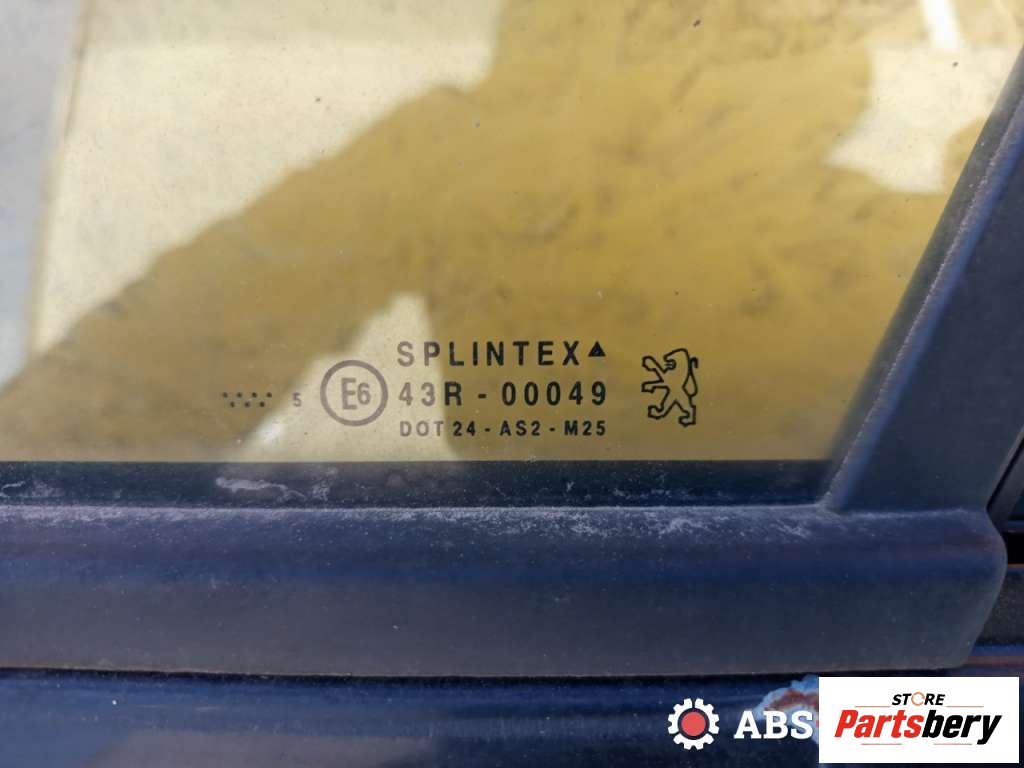 SPLINTEX
5 E6 43R - 00049
DOT 24 - AS2 - M25
ABS
STORE
Partsbery